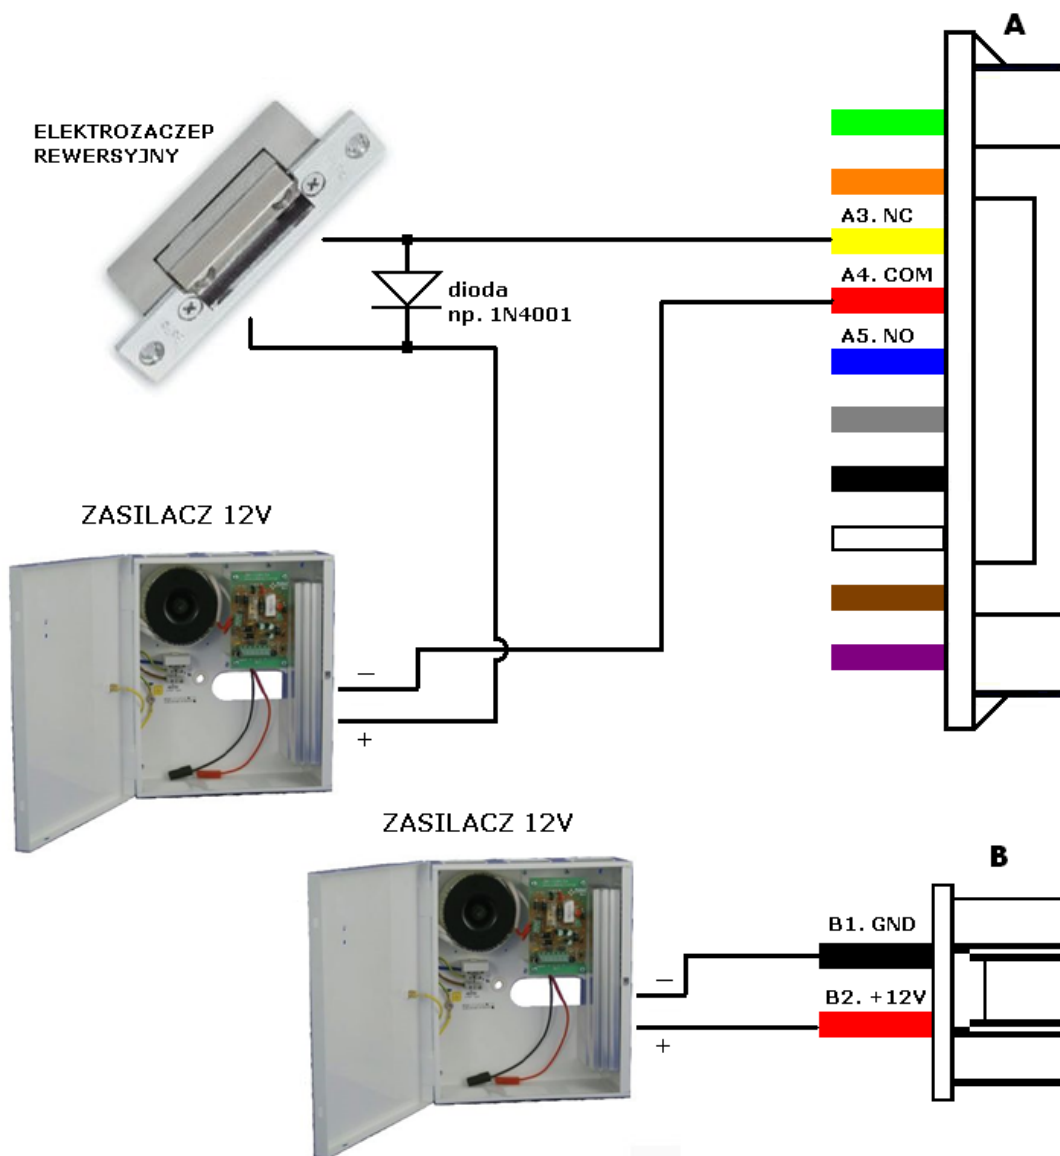 A
ELEKTROZACZEP
REWERSYJNY
A3. NC
A4. COM
dioda
np. 1N4001
A5. NO
ZASILACZ 12V
−
+
ZASILACZ 12V
B
B1. GND
−
B2. +12V
+